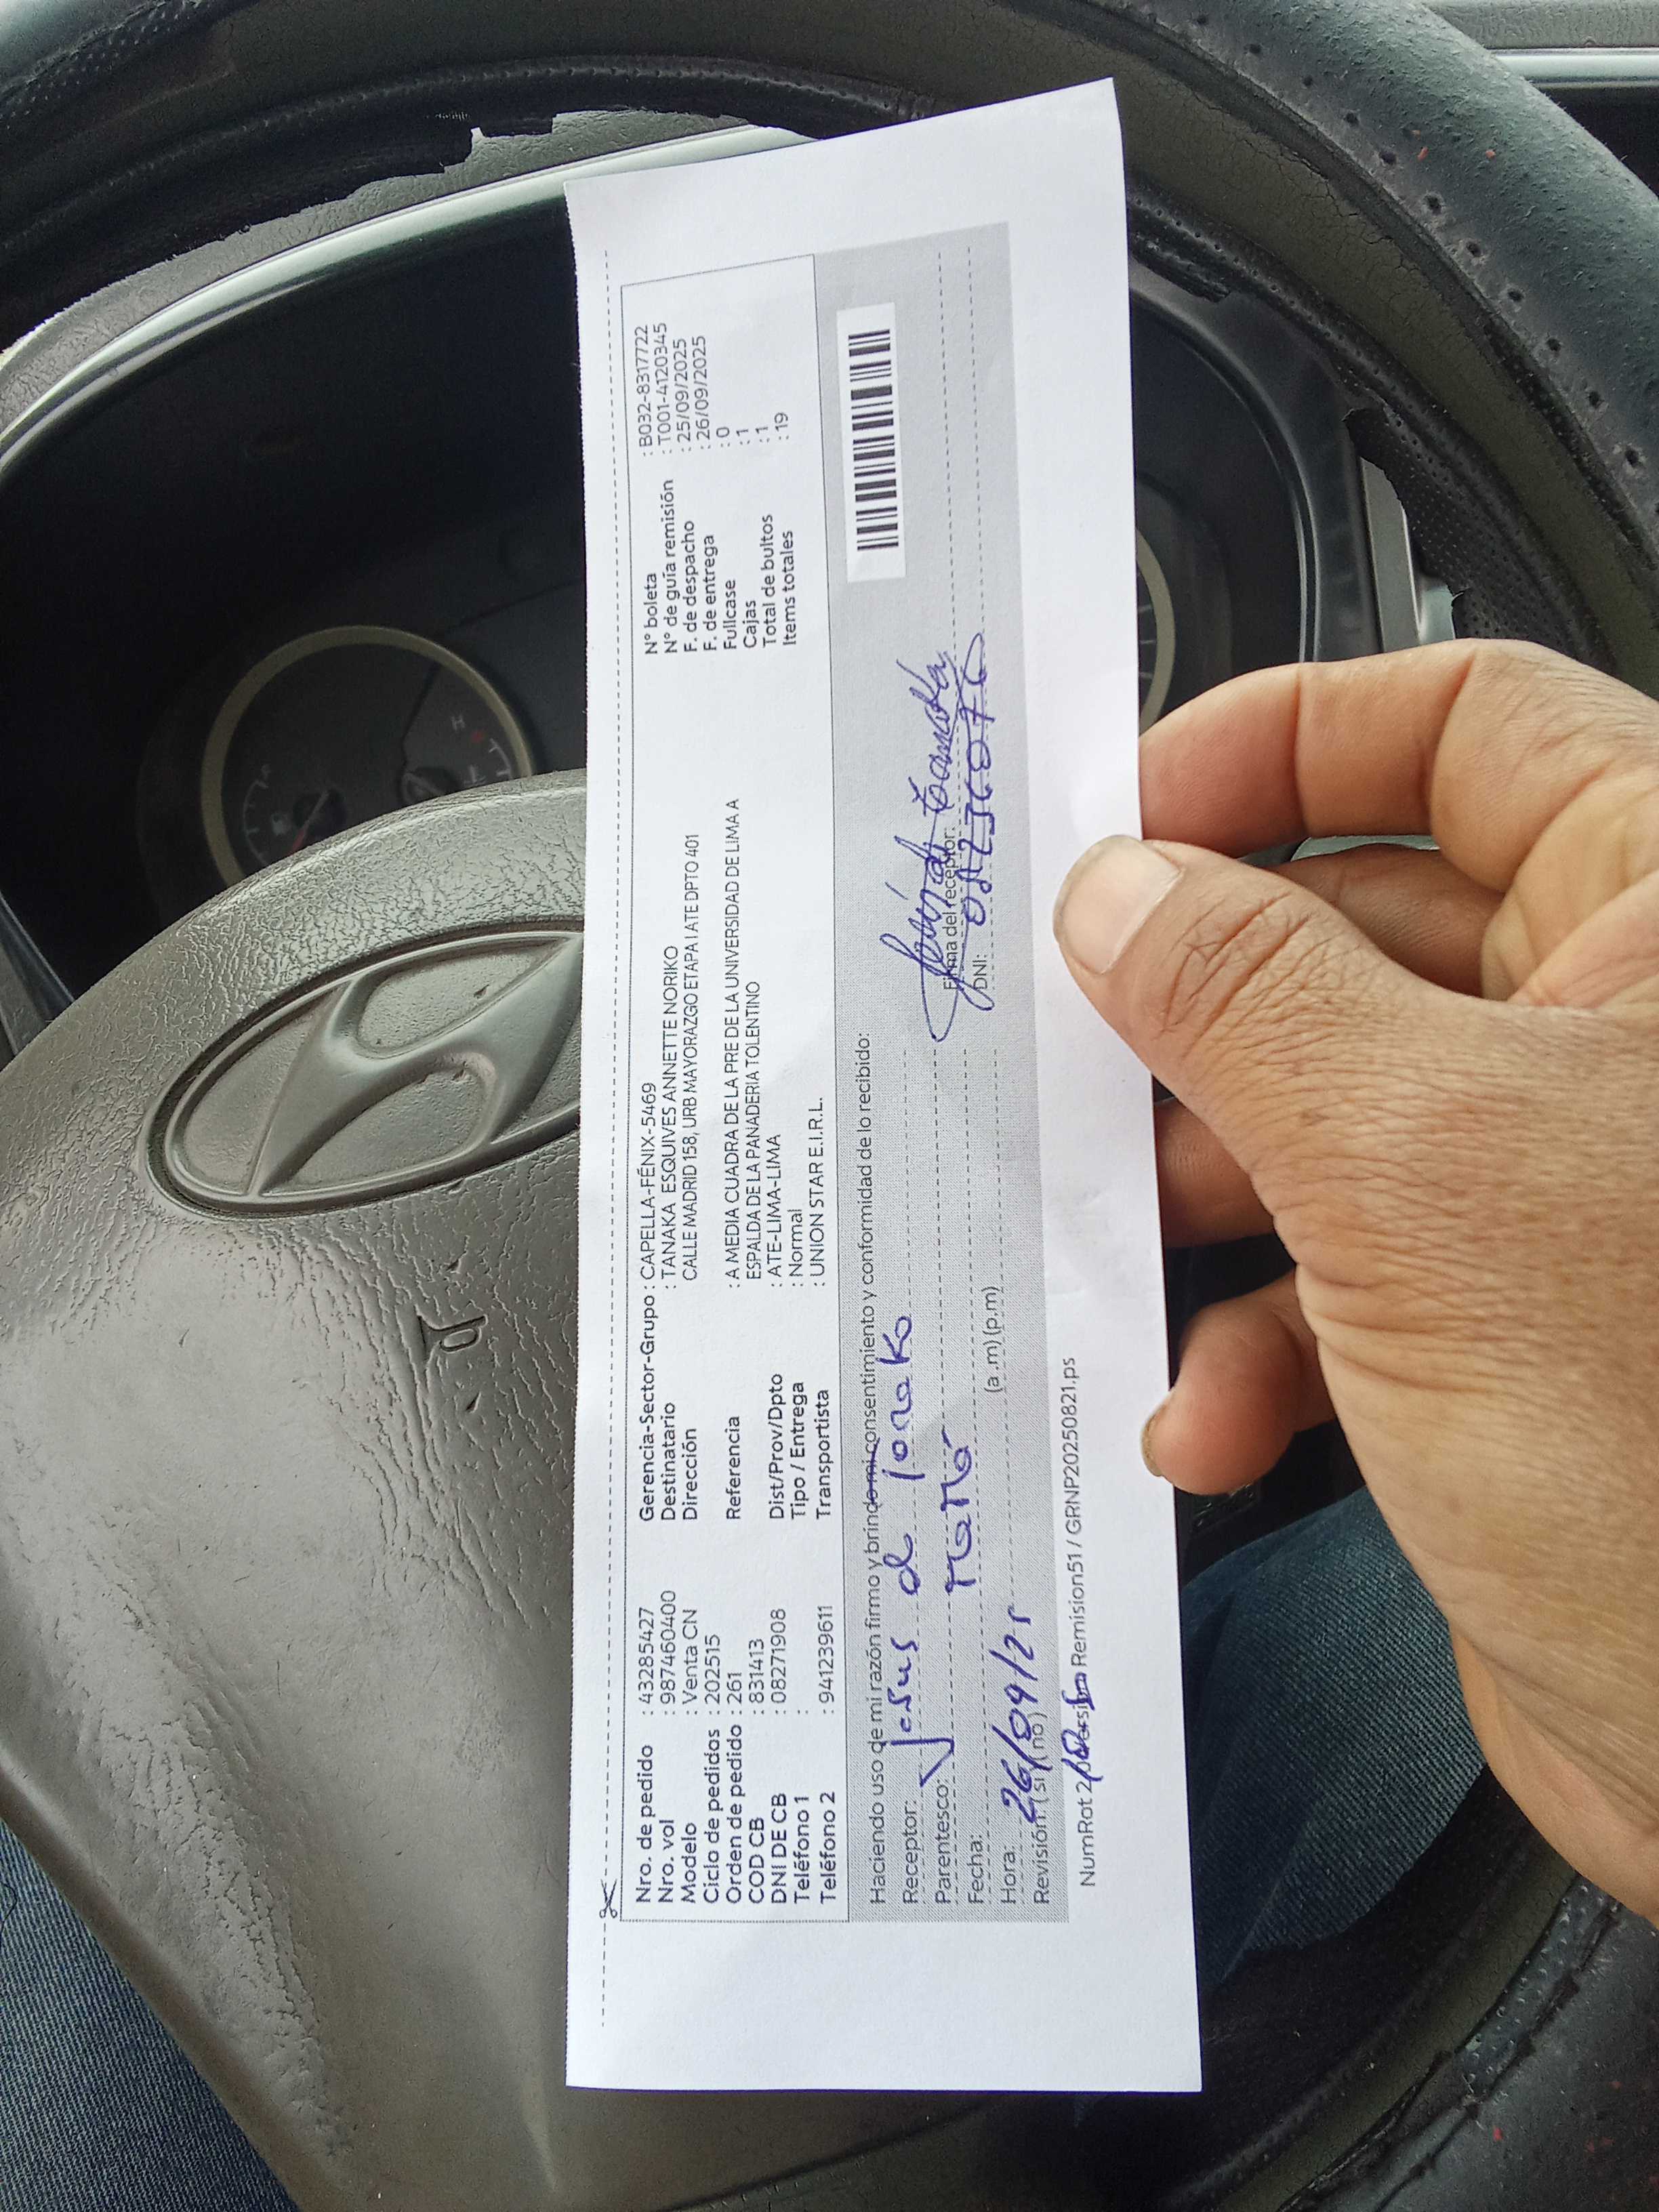 Nro. de pedido : 43285427
Nro. vol : 987460400
Modelo : Venta CN
Ciclo de pedidos : 202515
Orden de pedido : 261
COD CB : 831413
DNI DE CB : 08271908
Teléfono 1 :
Teléfono 2 : 941239611
Gerencia-Sector-Grupo : CAPELLA-FÉNIX-5469
Destinatario : TANAKA ESQUIVES ANNETTE NORIKO
Dirección CALLE MADRID 158, URB MAYORAZGO ETAPA I ATE DPTO 401
Referencia : A MEDIA CUADRA DE LA PRE DE LA UNIVERSIDAD DE LIMA A
ESPALDA DE LA PANADERIA TOLENTINO
Dist/Prov/Dpto : ATE-LIMA-LIMA
Tipo / Entrega : Normal
Transportista : UNION STAR E.I.R.L.
N° boleta : B032-8317722
N° de guía remisión : T001-4120345
F. de despacho : 25/09/2025
F. de entrega : 26/09/2025
Fullcase : 0
Cajas : 1
Total de bultos : 1
Items totales : 19
Haciendo uso de mi razón firmo y brindo mi consentimiento y conformidad de lo recibido:
Receptor: Jesus d
Parentesco: Mamá
Fecha: 26/09/25
Hora: (a.m) (p.m)
Revisión: (si) (no)
Firma del receptor:
DNI:
NumRot 2.0 Version Remision51 / GRNP20250821.ps